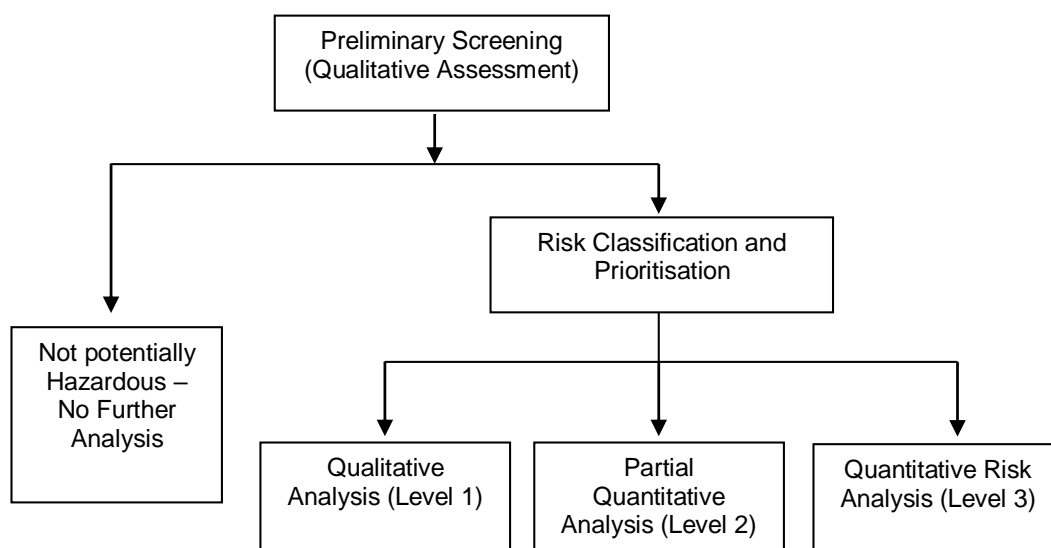 Preliminary Screening
(Qualitative Assessment)
Risk Classification and
Prioritisation
Not potentially
Hazardous –
No Further
Analysis
Qualitative
Analysis (Level 1)
Partial
Quantitative
Analysis (Level 2)
Quantitative Risk
Analysis (Level 3)